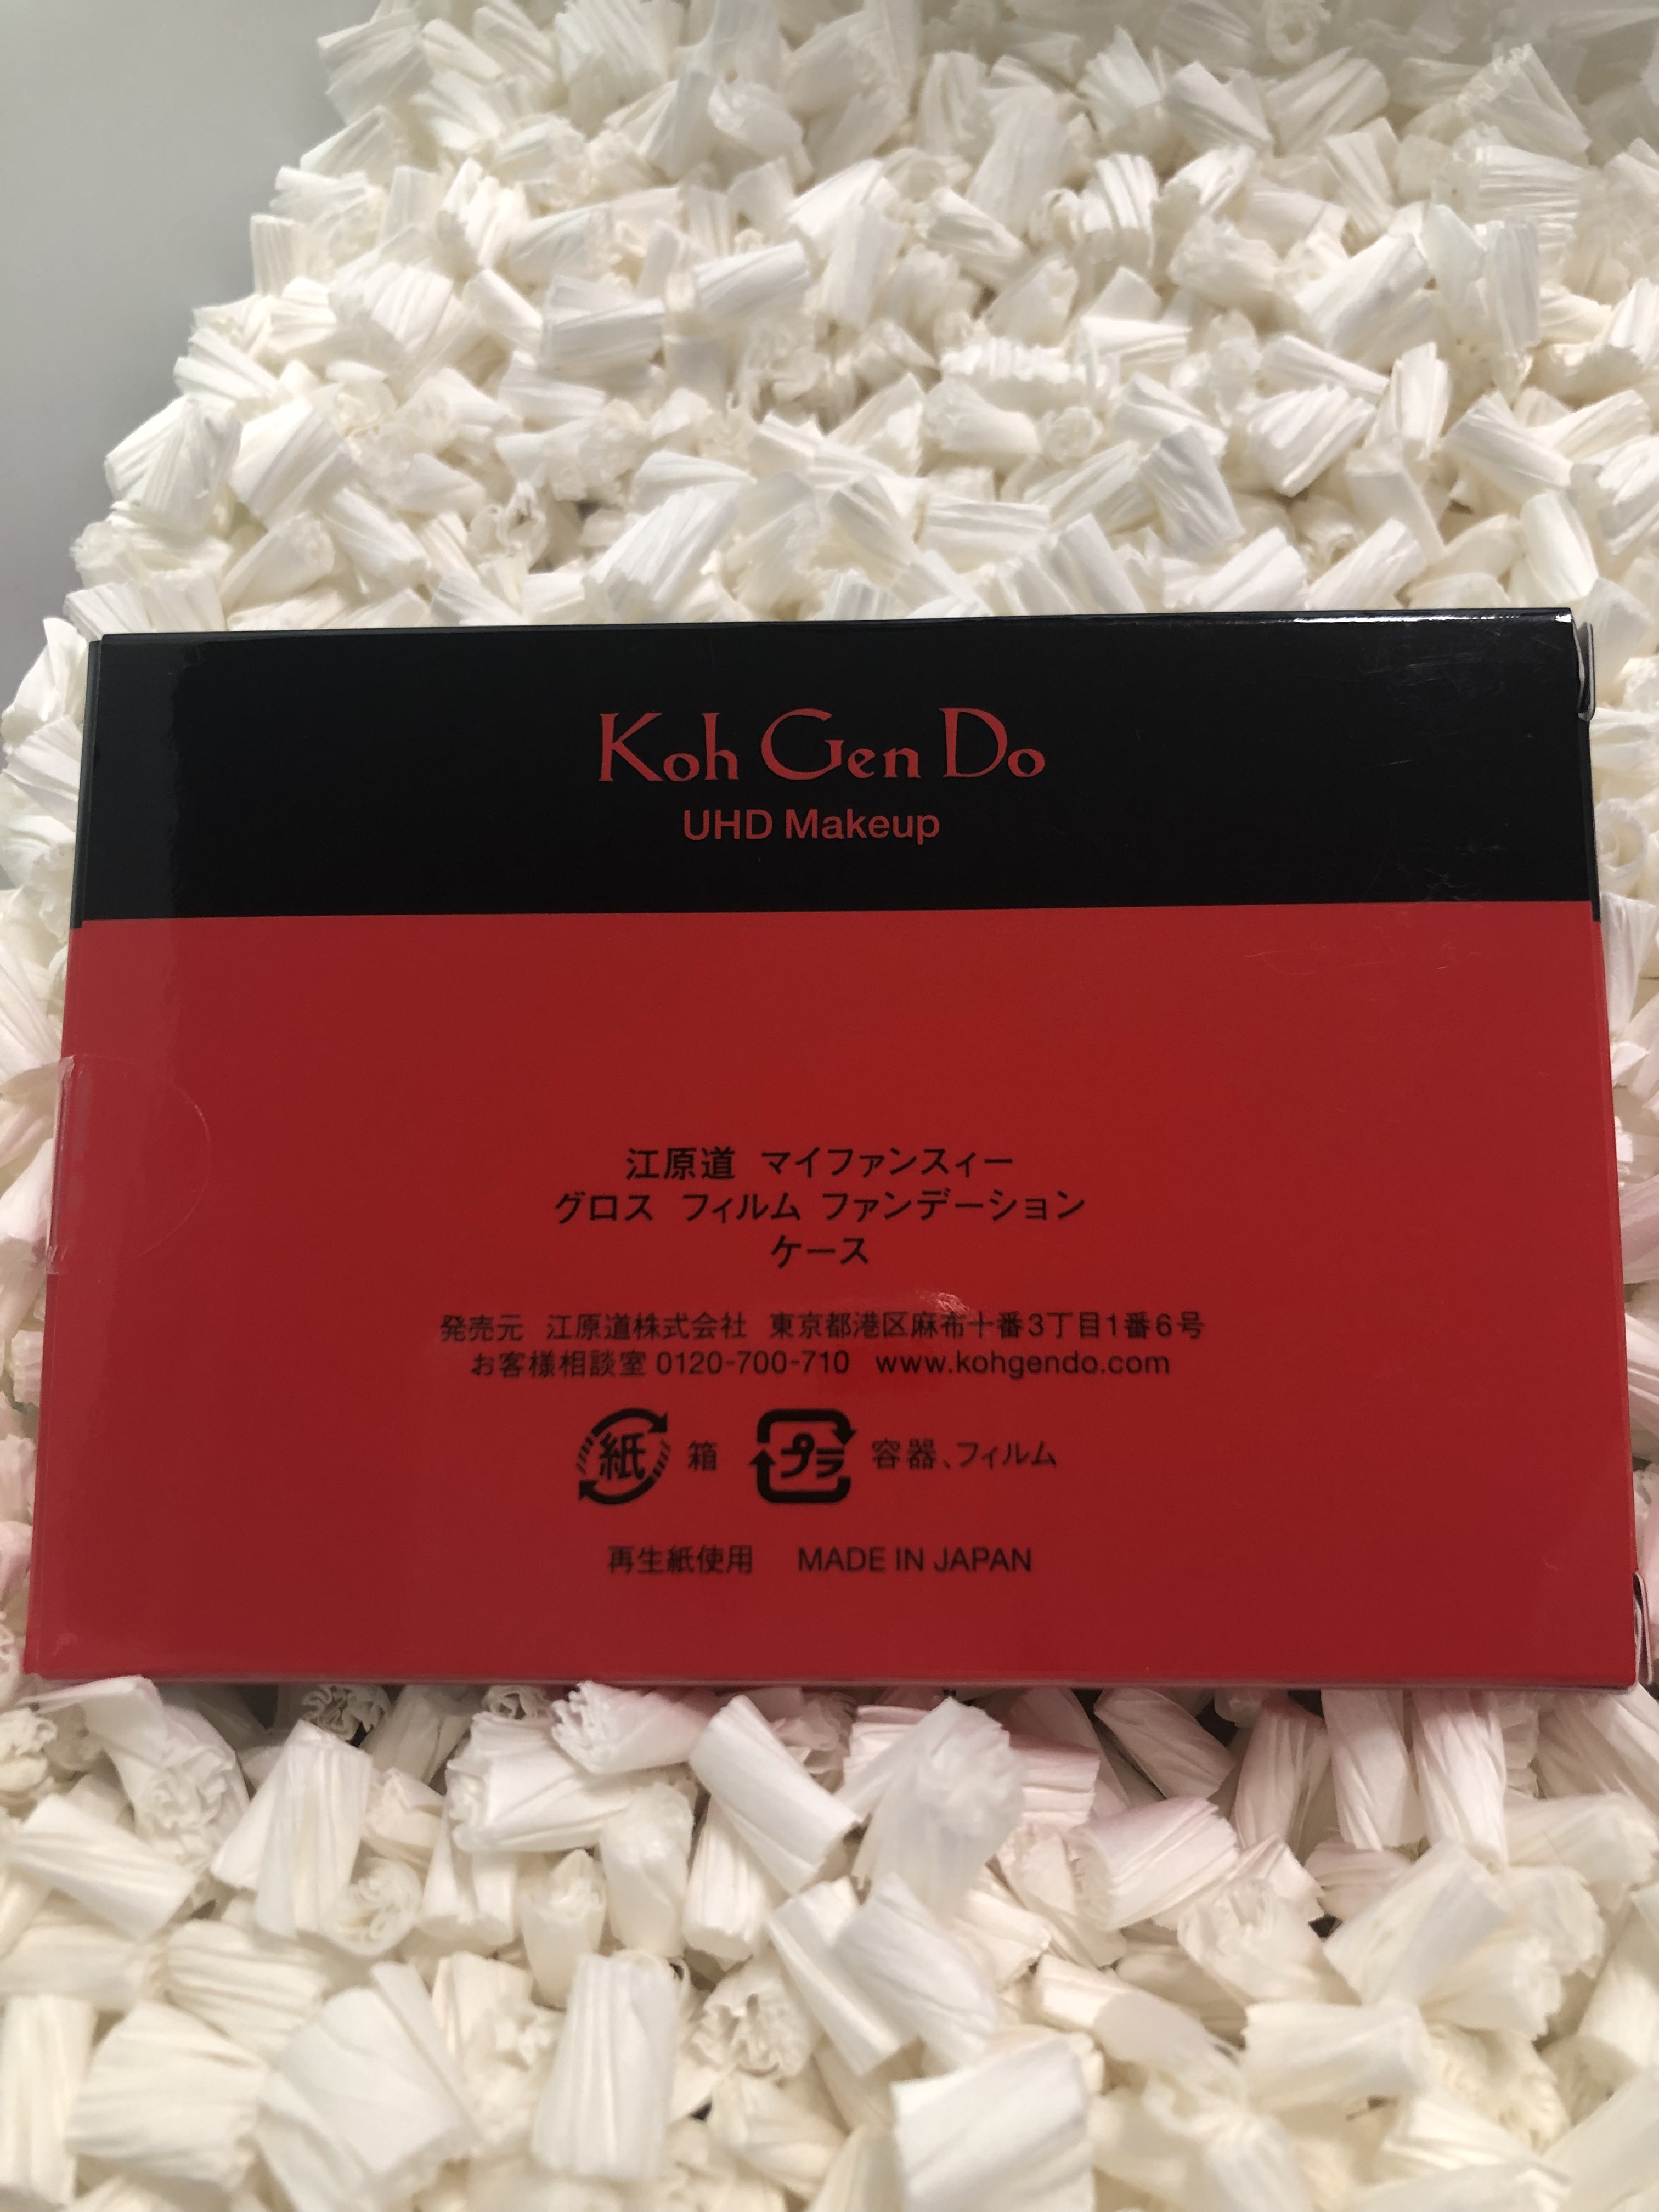 Koh Gen Do
UHD Makeup
江原道 マイファンスィー
グロス フィルム ファンデーション
ケース
発売元 江原道株式会社 東京都港区麻布十番3丁目1番6号
お客様相談室 0120-700-710 www.kohgendo.com
紙 箱 プラ 容器、フィルム
再生紙使用 MADE IN JAPAN